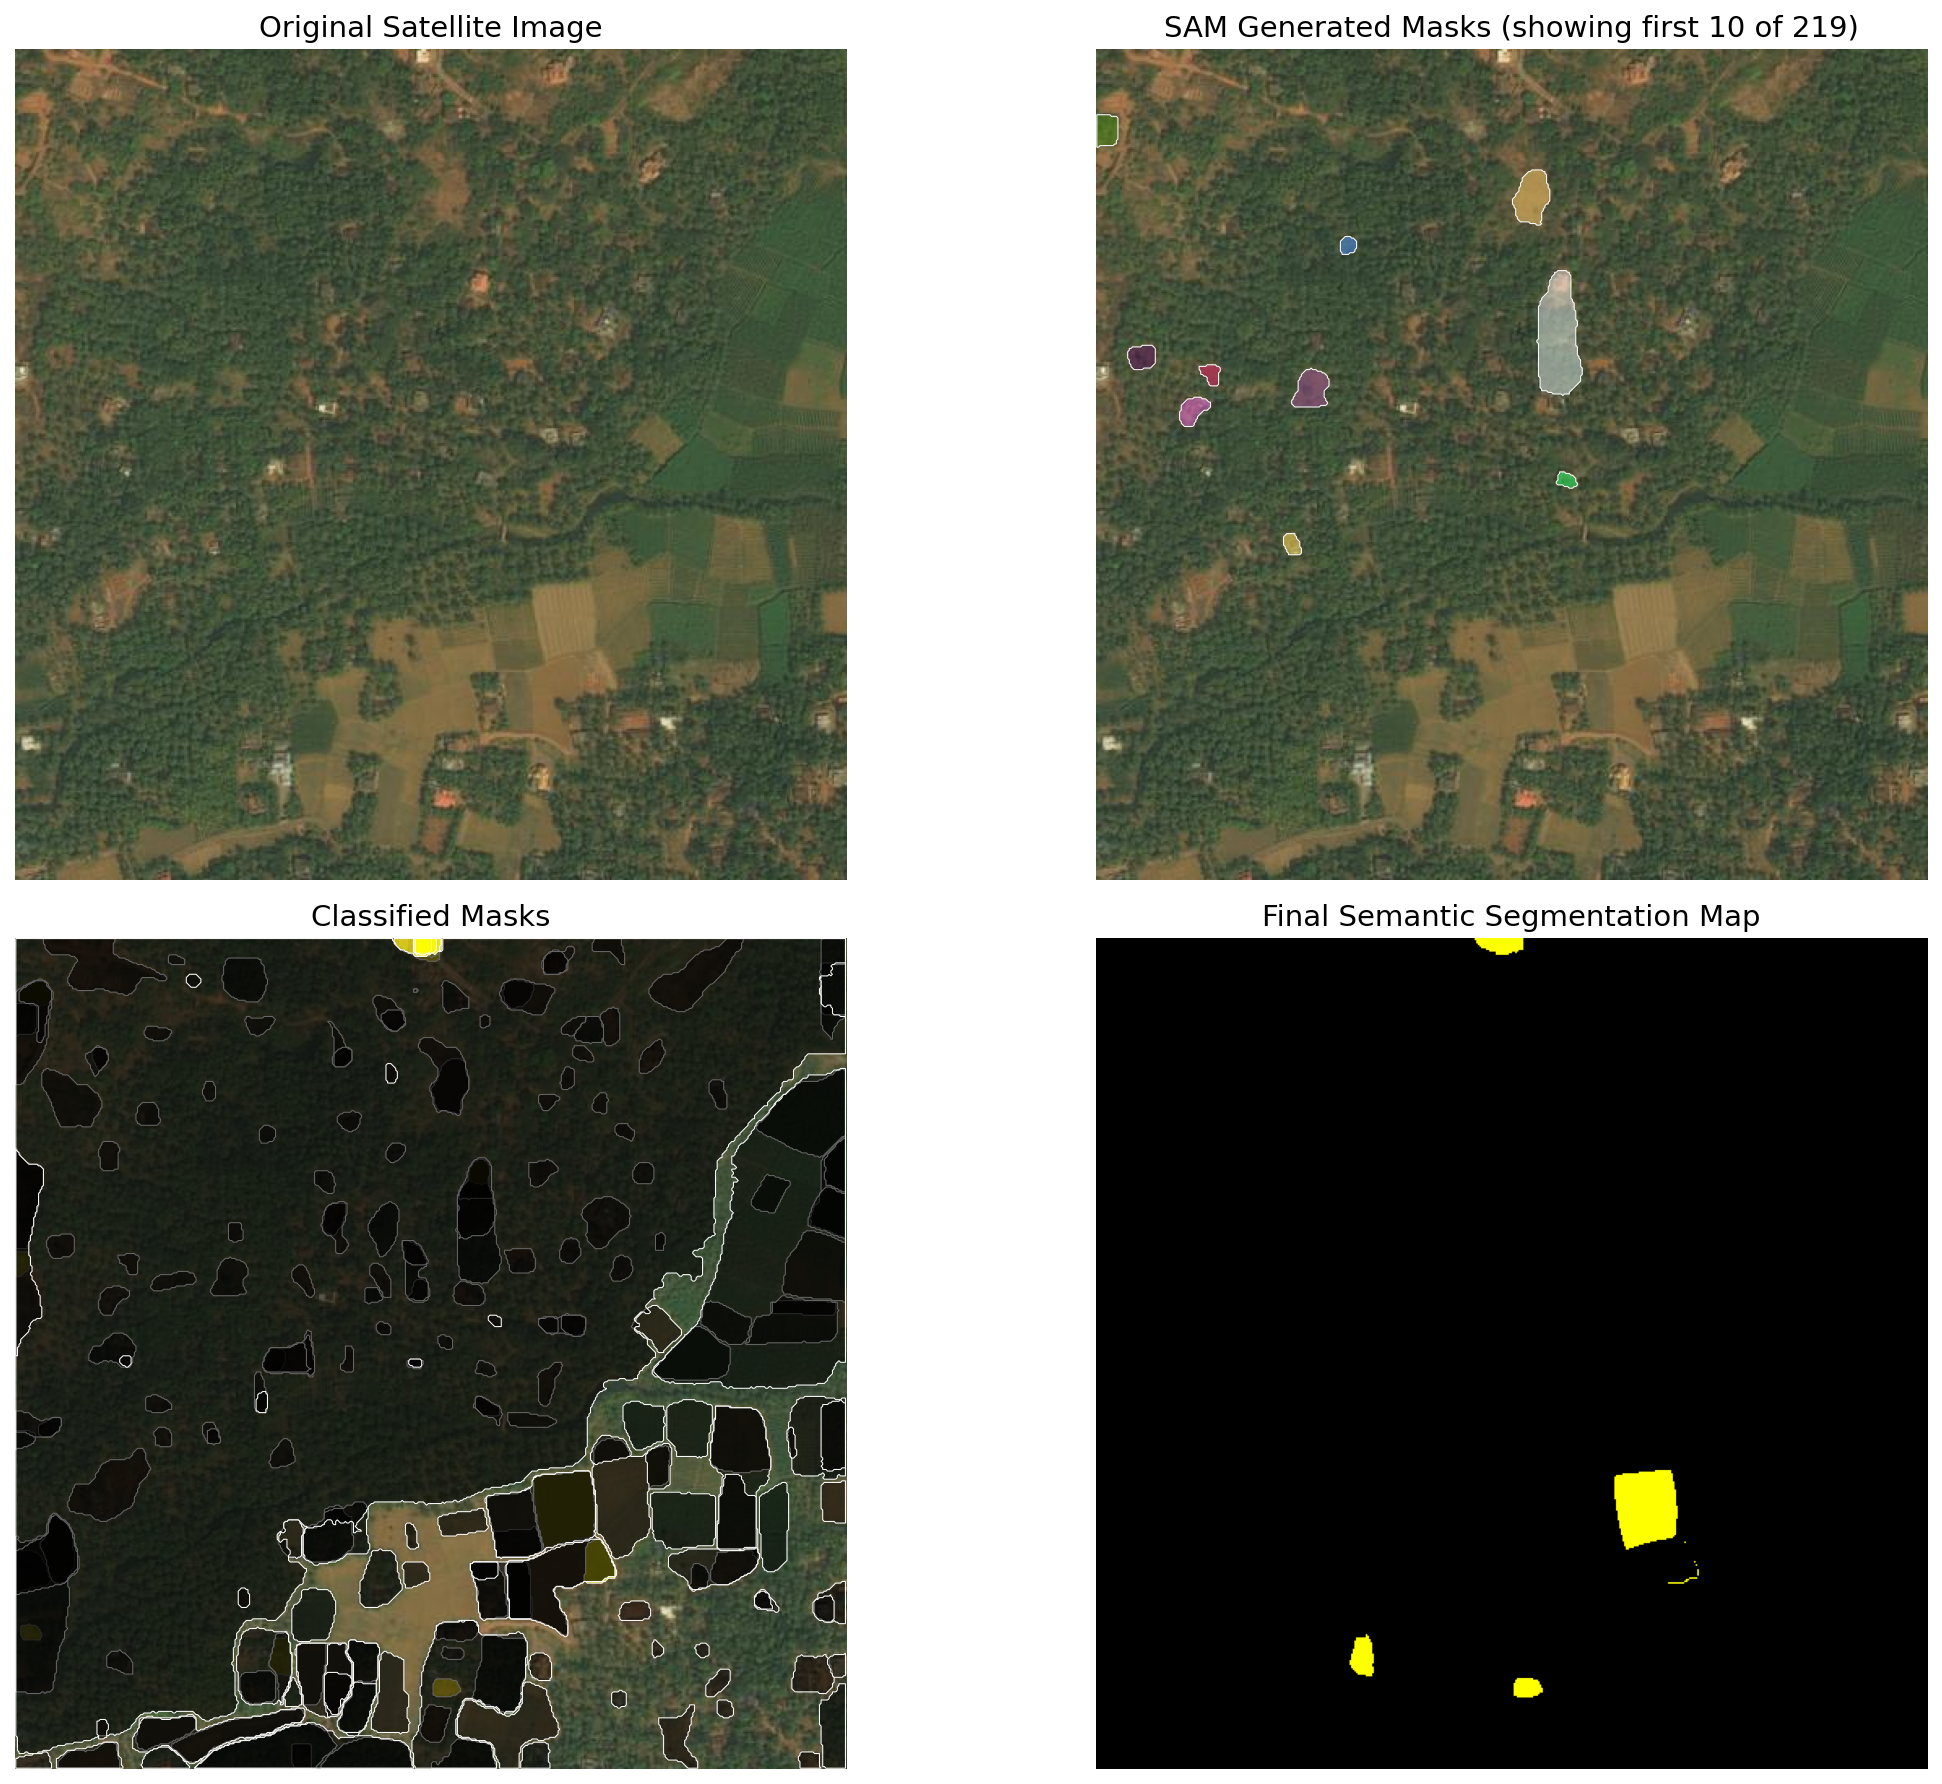 Original Satellite Image
SAM Generated Masks (showing first 10 of 219)
Classified Masks
Final Semantic Segmentation Map